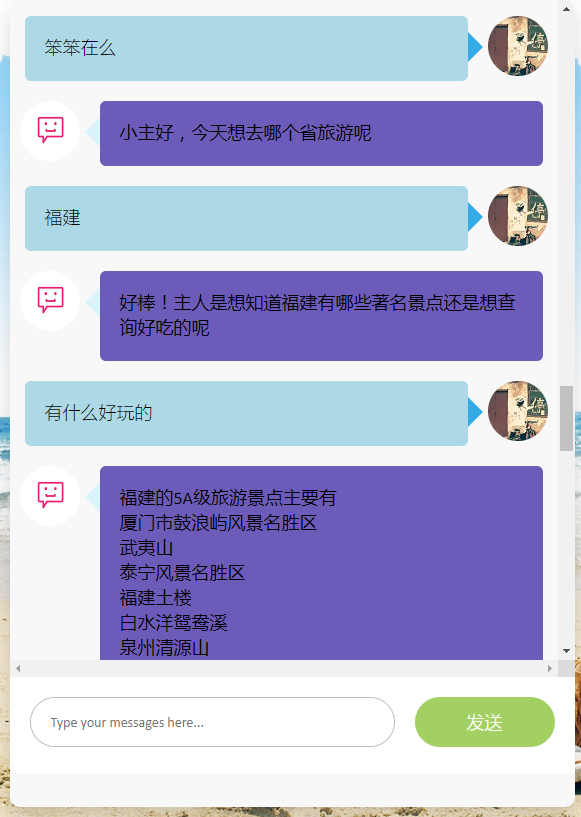 笨笨在么
停
小主好，今天想去哪个省旅游呢
福建
停
好棒！主人是想知道福建有哪些著名景点还是想查
询好吃的呢
有什么好玩的
停
福建的5A级旅游景点主要有
厦门市鼓浪屿风景名胜区
武夷山
泰宁风景名胜区
福建土楼
白水洋鸳鸯溪
泉州清源山
Type your messages here...
发送